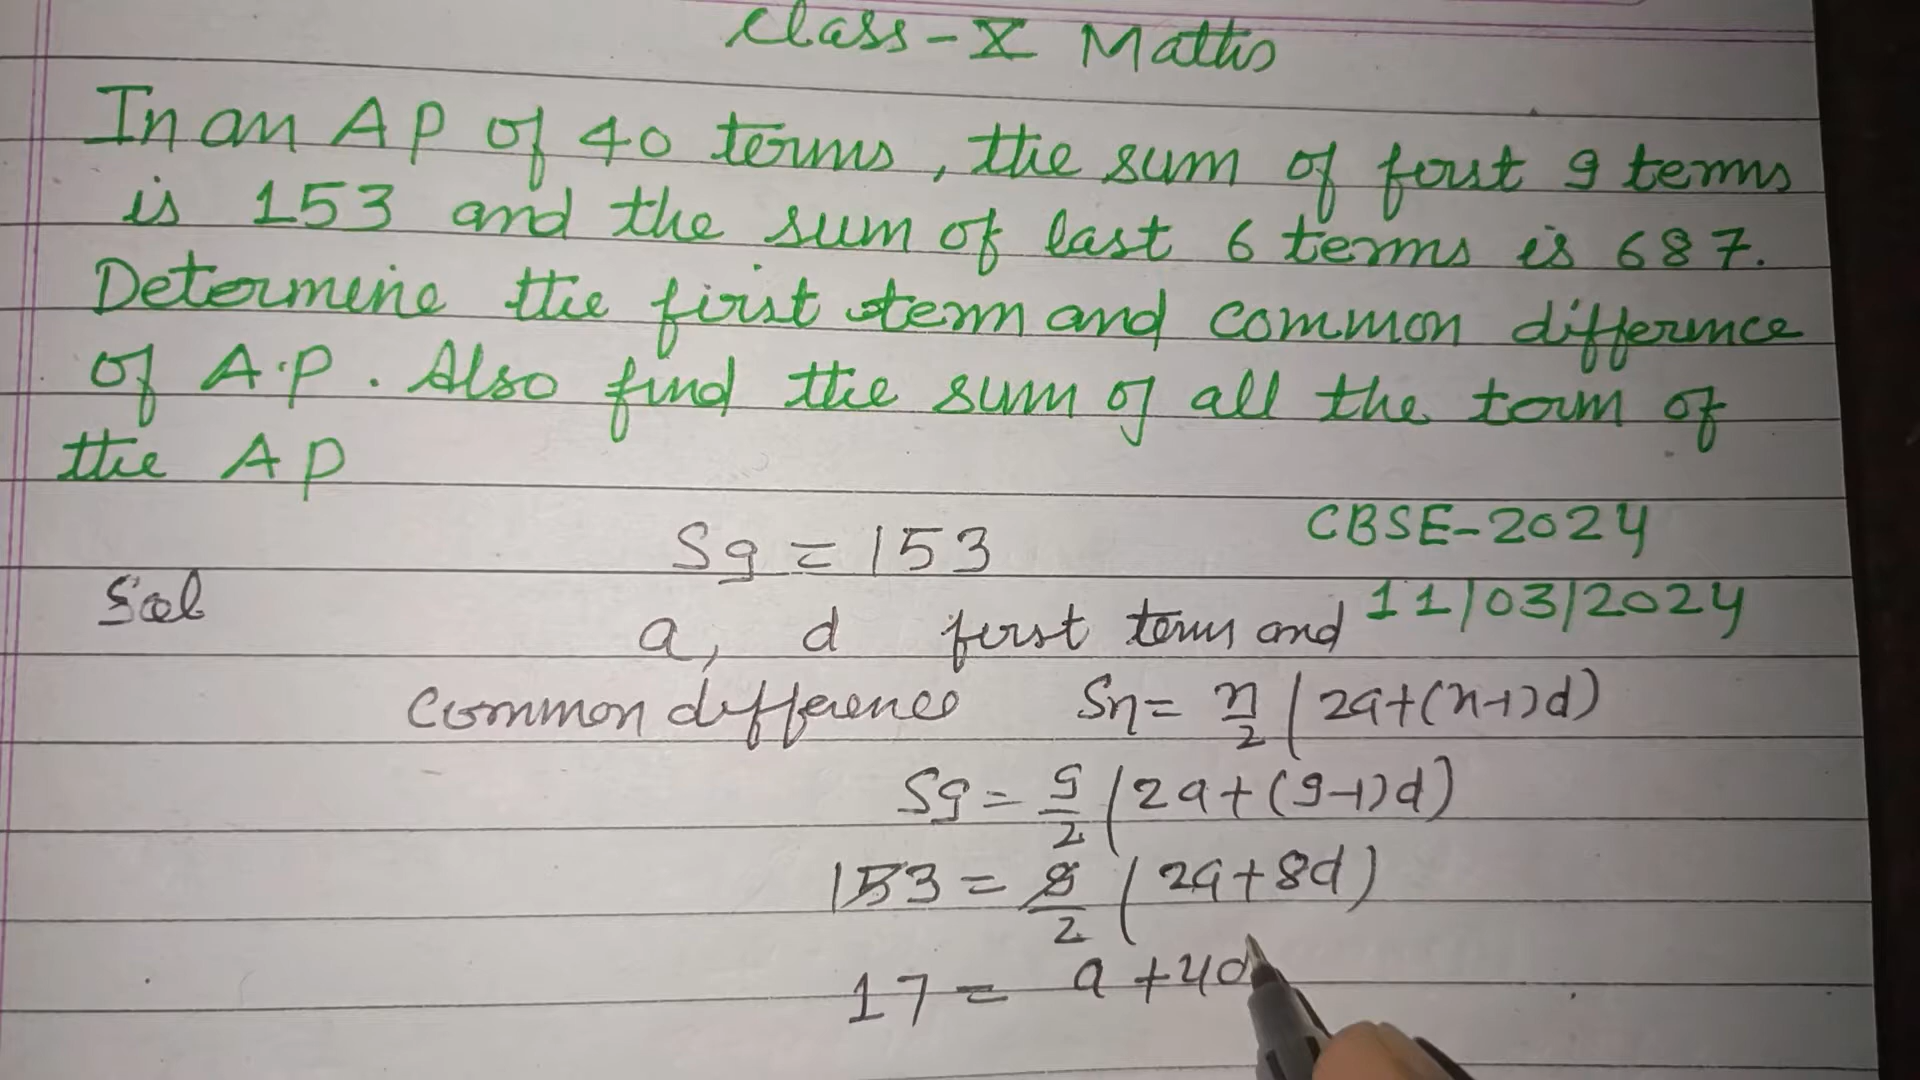 Class-X Maths
In an AP of 40 terms, the sum of first 9 terms
is 153 and the sum of last 6 terms is 687.
Determine the first term and common difference
of A.P. Also find the sum of all the term of
the AP
S9 = 153
CBSE-2024
Sol
a, d first term and
11/03/2024
Common difference Sn = n/2 (2a+(n-1)d)
S9 = 9/2 (2a+(9-1)d)
153 = 9/2 (2a+8d)
17 = a+4d